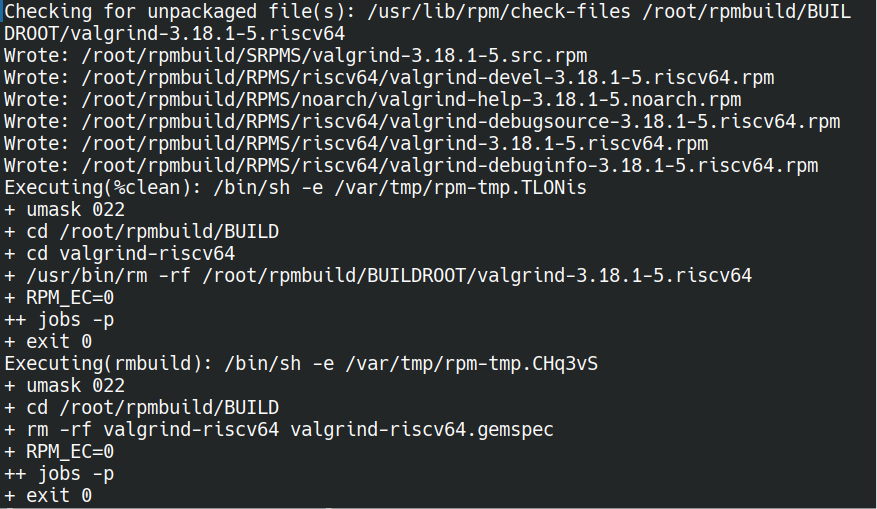 Checking for unpackaged file(s): /usr/lib/rpm/check-files /root/rpmbuild/BUIL
DROOT/valgrind-3.18.1-5.riscv64
Wrote: /root/rpmbuild/SRPMS/valgrind-3.18.1-5.src.rpm
Wrote: /root/rpmbuild/RPMS/riscv64/valgrind-devel-3.18.1-5.riscv64.rpm
Wrote: /root/rpmbuild/RPMS/noarch/valgrind-help-3.18.1-5.noarch.rpm
Wrote: /root/rpmbuild/RPMS/riscv64/valgrind-debugsource-3.18.1-5.riscv64.rpm
Wrote: /root/rpmbuild/RPMS/riscv64/valgrind-3.18.1-5.riscv64.rpm
Wrote: /root/rpmbuild/RPMS/riscv64/valgrind-debuginfo-3.18.1-5.riscv64.rpm
Executing(%clean): /bin/sh -e /var/tmp/rpm-tmp.TLONis
+ umask 022
+ cd /root/rpmbuild/BUILD
+ cd valgrind-riscv64
+ /usr/bin/rm -rf /root/rpmbuild/BUILDROOT/valgrind-3.18.1-5.riscv64
+ RPM_EC=0
++ jobs -p
+ exit 0
Executing(rmbuild): /bin/sh -e /var/tmp/rpm-tmp.CHq3vS
+ umask 022
+ cd /root/rpmbuild/BUILD
+ rm -rf valgrind-riscv64 valgrind-riscv64.gemspec
+ RPM_EC=0
++ jobs -p
+ exit 0